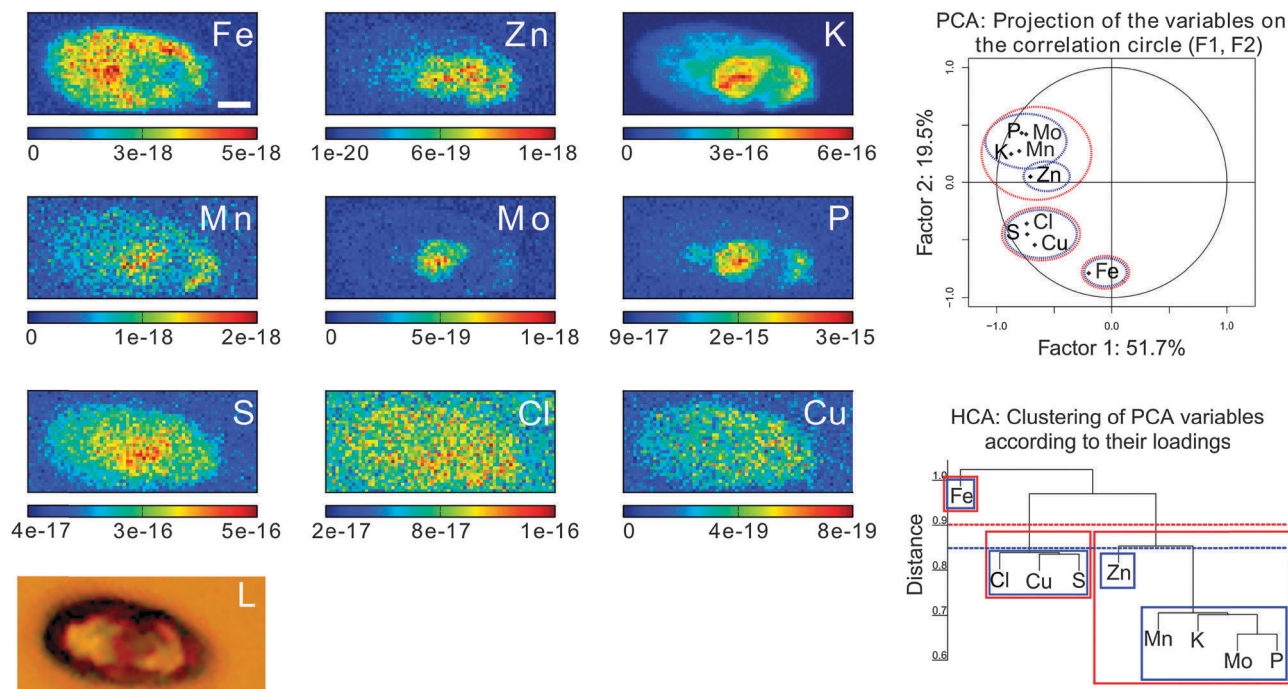 Fe
0 3e-18 5e-18
Zn
1e-20 6e-19 1e-18
K
0 3e-16 6e-16
Mn
0 1e-18 2e-18
Mo
0 5e-19 1e-18
P
9e-17 2e-15 3e-15
S
4e-17 3e-16 5e-16
Cl
2e-17 8e-17 1e-16
Cu
0 4e-19 8e-19
L
PCA: Projection of the variables on
the correlation circle (F1, F2)
Factor 2: 19.5%
1.0
0.0
-1.0
P Mo
K Mn
Zn
Cl
S
Cu
Fe
-1.0 0.0 1.0
Factor 1: 51.7%
HCA: Clustering of PCA variables
according to their loadings
Distance
1.0
0.9
0.8
0.7
0.6
Fe
Cl Cu S Zn
Mn K Mo P